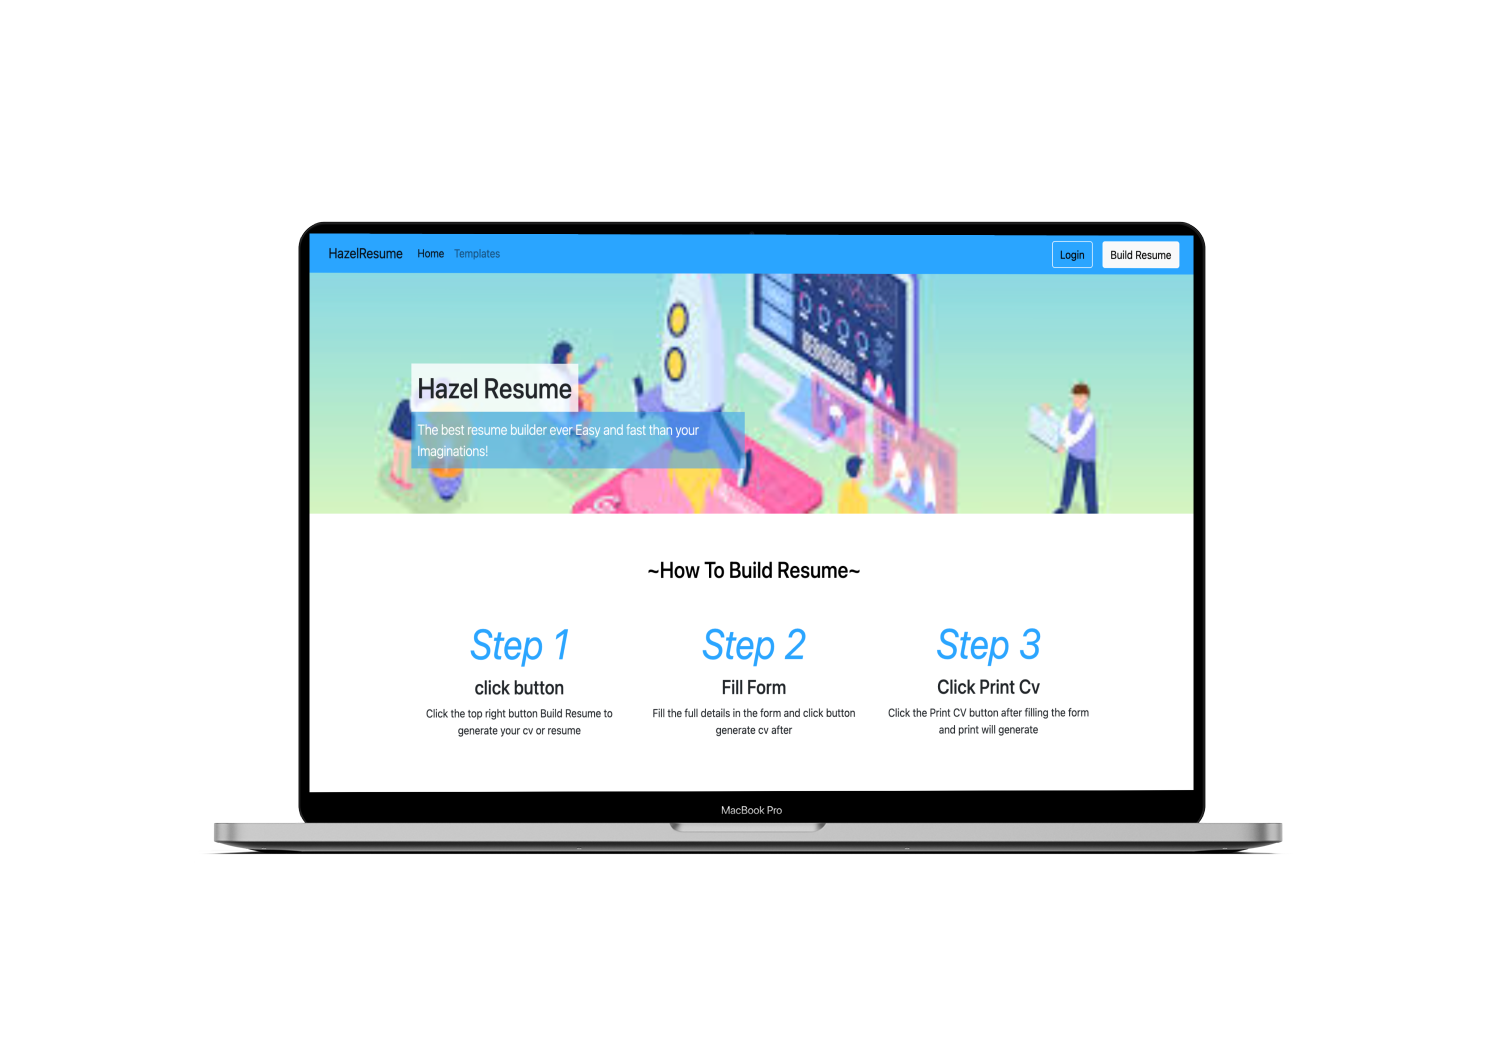 HazelResume Home Templates Login Build Resume
Hazel Resume
The best resume builder ever Easy and fast than your
Imaginations!
~How To Build Resume~
Step 1 Step 2 Step 3
click button Fill Form Click Print Cv
Click the top right button Build Resume to Fill the full details in the form and click button Click the Print CV button after filling the form
generate your cv or resume generate cv after and print will generate
MacBook Pro